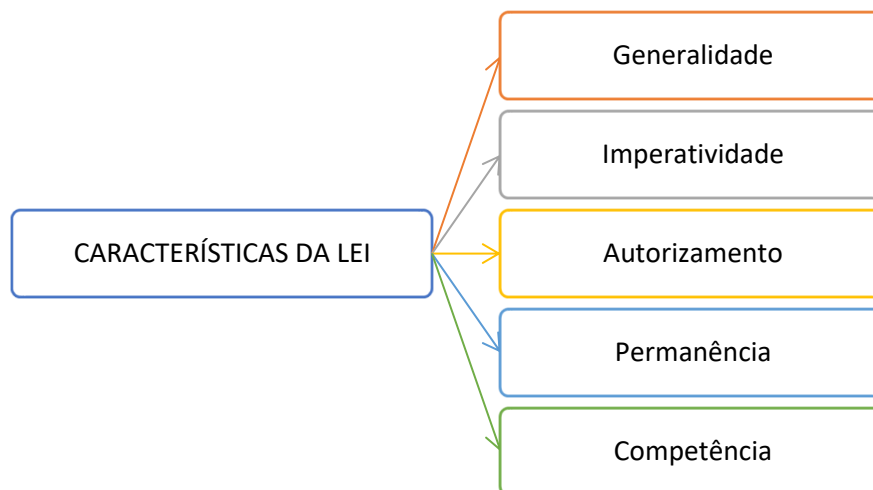 Generalidade
Imperatividade
CARACTERÍSTICAS DA LEI
Autorizamento
Permanência
Competência